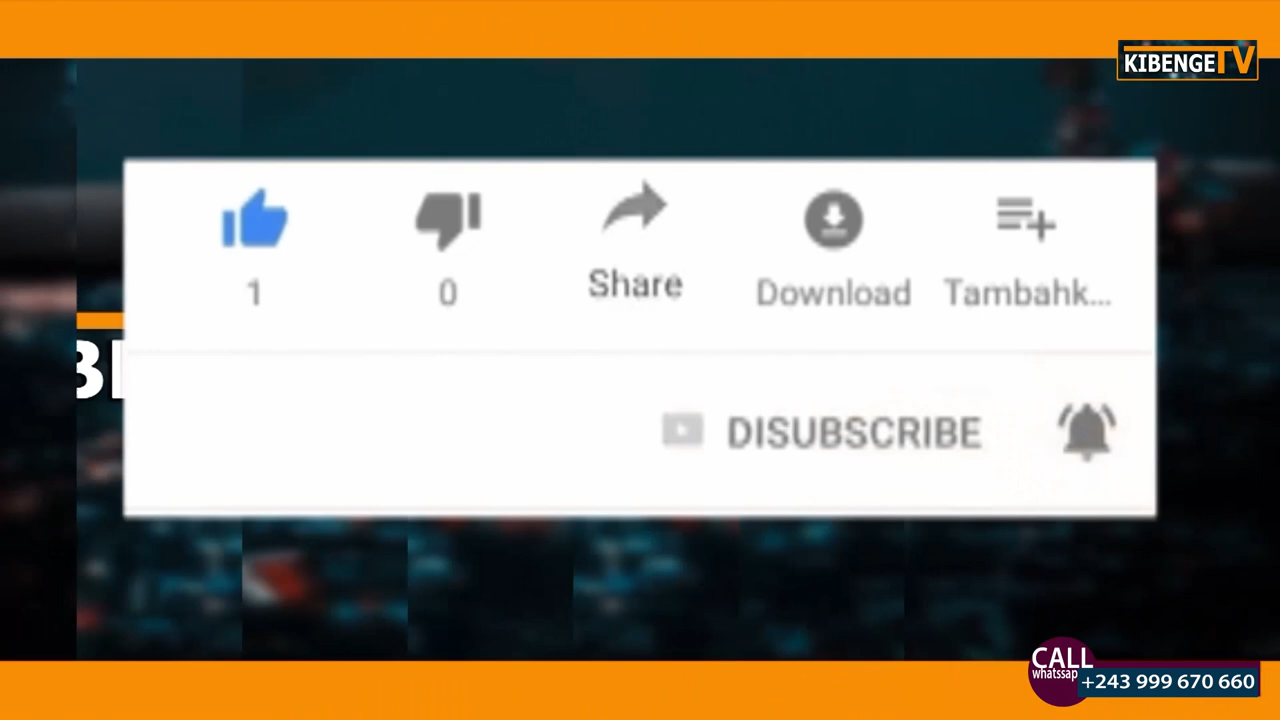 KIBENGETV
1
0
Share
Download
Tambahk...
DISUBSCRIBE
CALL
whatssap
+243 999 670 660